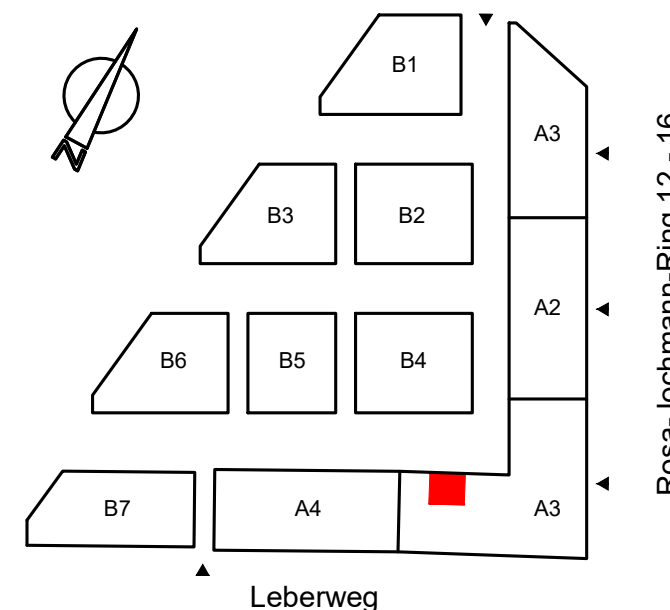 B1
A3
B3
B2
A2
B6
B5
B4
B7
A4
A3
Leberweg
Rosa-Jochmann-Ring 12 - 16
N